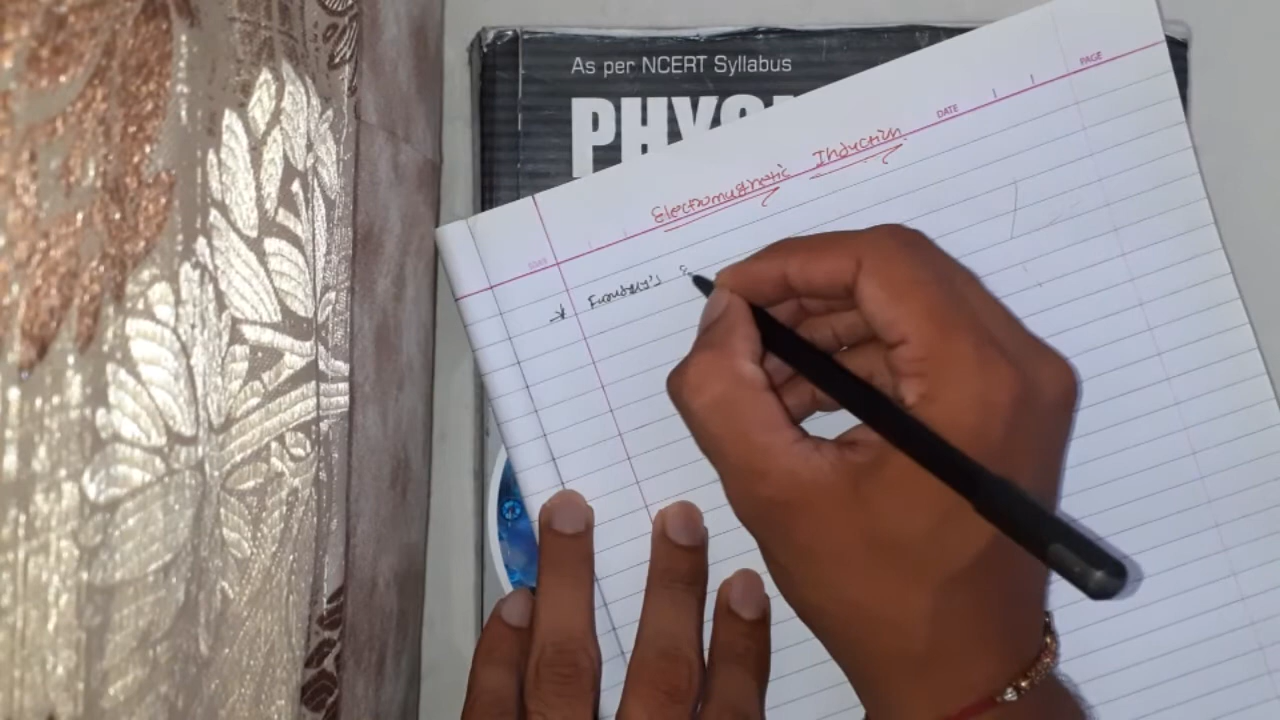 As per NCERT Syllabus
PHYS
DATE
PAGE
Electromagnetic Induction
Faraday's